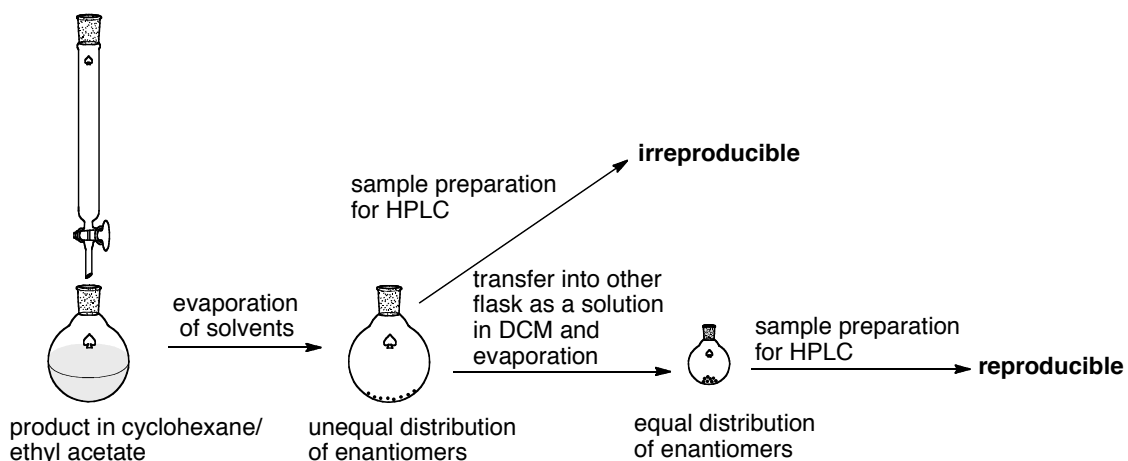 irreproducible
sample preparation
for HPLC
transfer into other
flask as a solution
in DCM and
evaporation
evaporation
of solvents
sample preparation
for HPLC
reproducible
product in cyclohexane/
ethyl acetate
unequal distribution
of enantiomers
equal distribution
of enantiomers